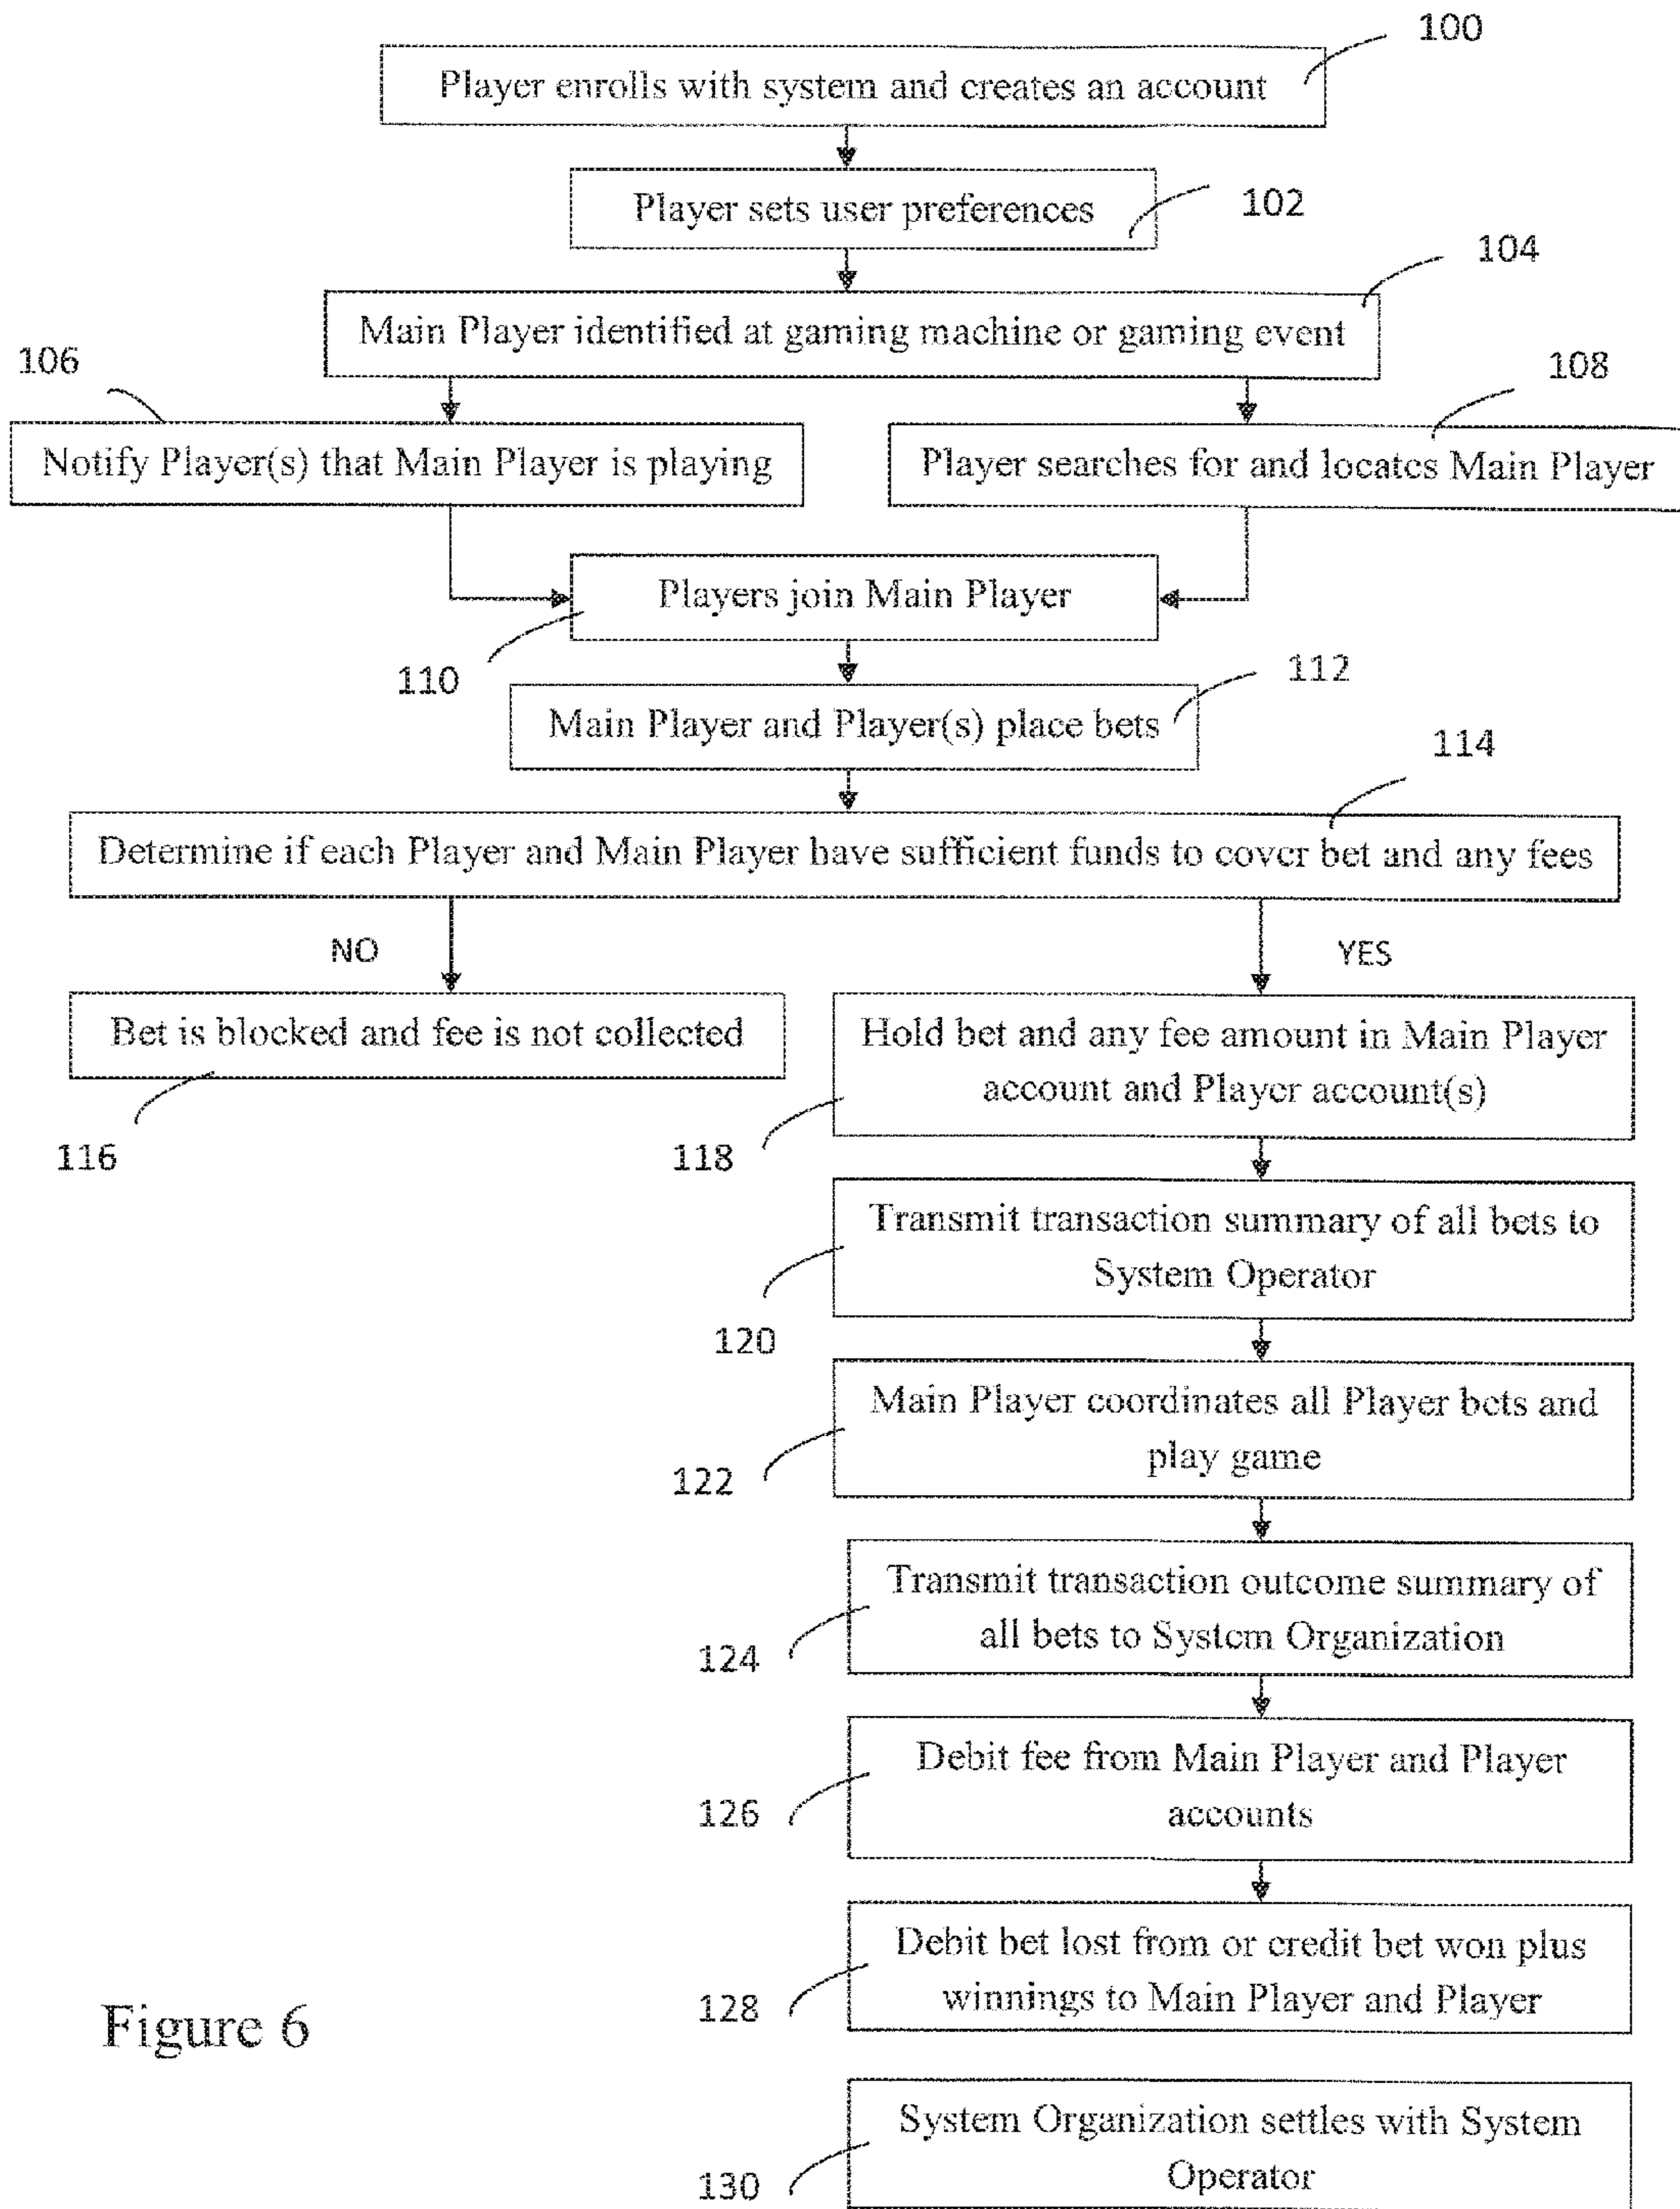 100
Player enrolls with system and creates an account
Player sets user preferences
102
104
Main Player identified at gaming machine or gaming event
106
108
Notify Player(s) that Main Player is playing
Player searches for and locates Main Player
Players join Main Player
110
112
Main Player and Player(s) place bets
114
Determine if each Player and Main Player have sufficient funds to cover bet and any fees
NO
YES
Bet is blocked and fee is not collected
116
Hold bet and any fee amount in Main Player
account and Player account(s)
118
Transmit transaction summary of all bets to
System Operator
120
Main Player coordinates all Player bets and
play game
122
Transmit transaction outcome summary of
all bets to System Organization
124
Debit fee from Main Player and Player
accounts
126
Debit bet lost from or credit bet won plus
winnings to Main Player and Player
128
Figure 6
System Organization settles with System
Operator
130